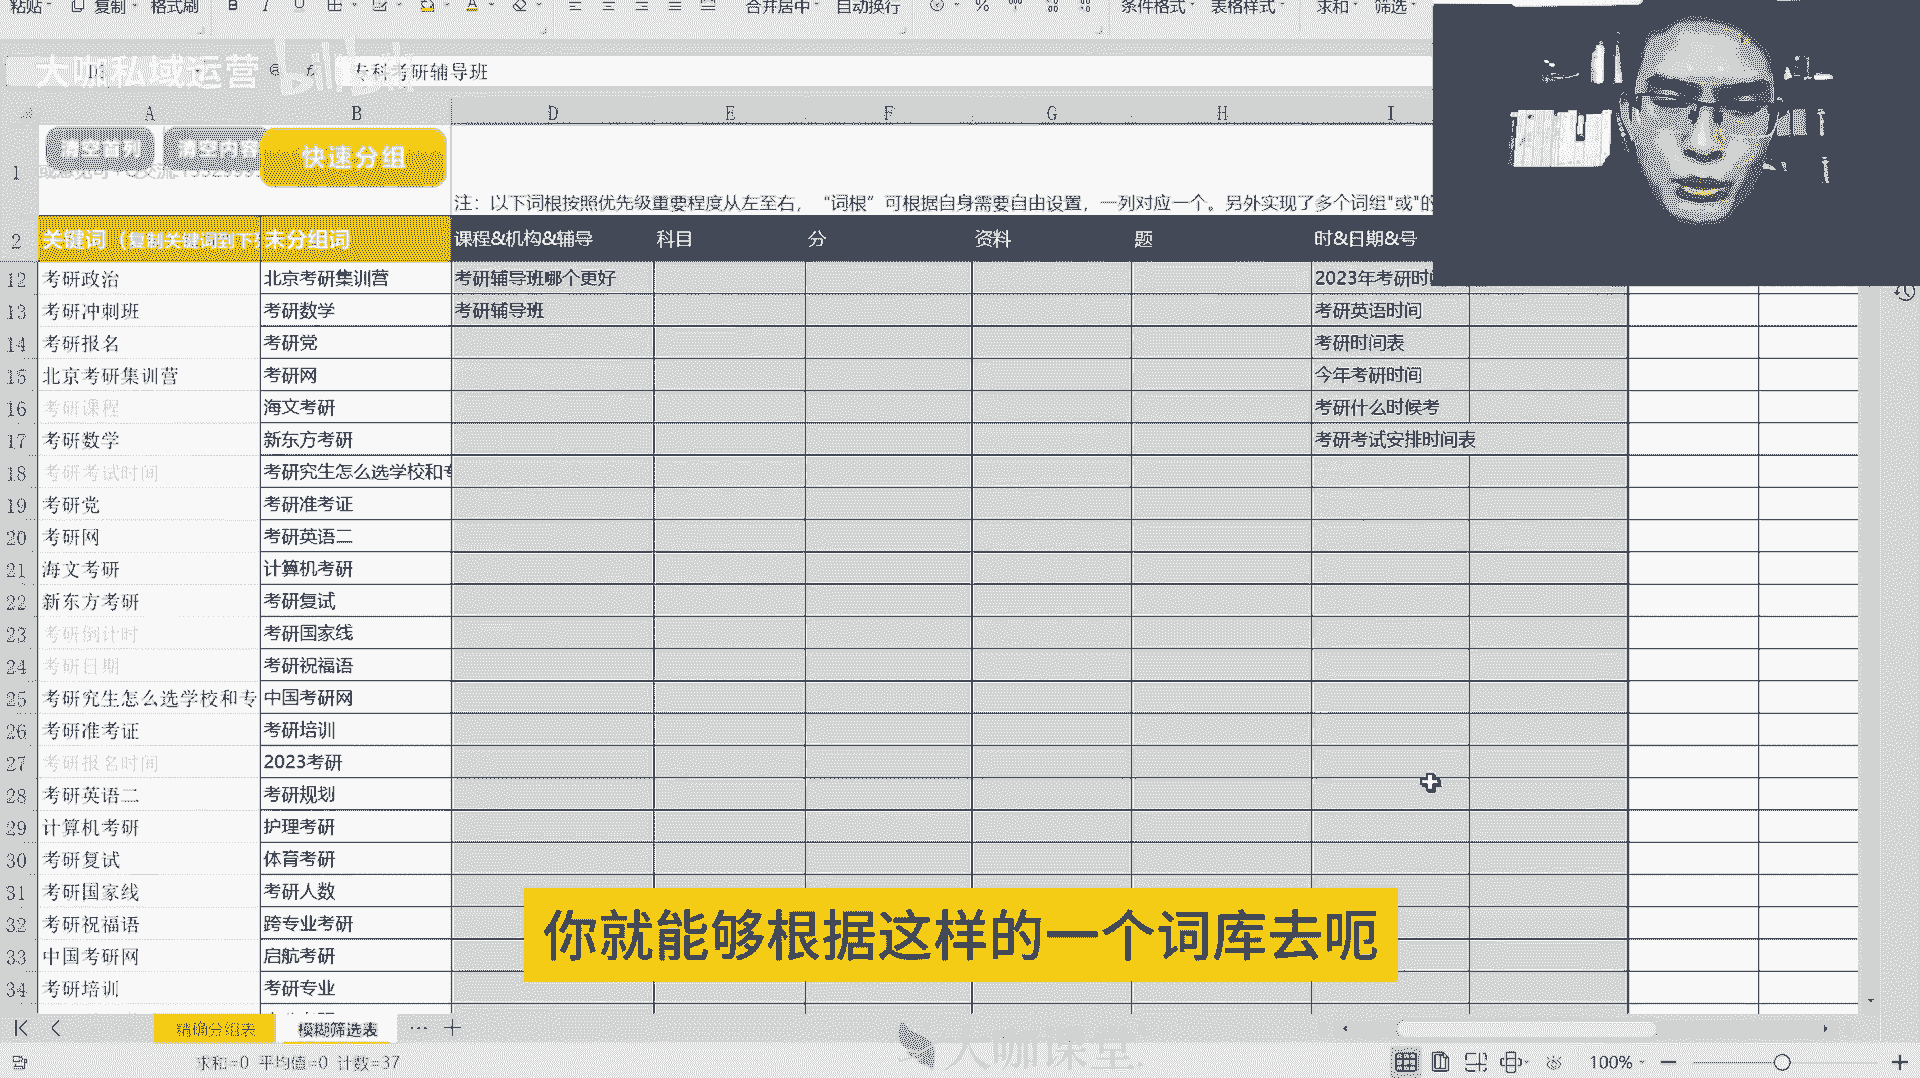 粘贴 复制 格式刷 B I U 合并居中 自动换行 % 条件格式 表格样式 求和 筛选
大咖私域运营 bilibili
专科考研辅导班
A B D E F G H I
清空首列 清空内容 快速分组
1
注：以下词根按照优先级重要程度从左至右，“词根”可根据自身需要自由设置，一列对应一个。另外实现了多个词组"或"的
2 关键词（复制关键词到下 未分组词 课程&机构&辅导 科目 分 资料 题 时&日期&号
12 考研政治 北京考研集训营 考研辅导班哪个更好 2023年考研时
13 考研冲刺班 考研数学 考研辅导班 考研英语时间
14 考研报名 考研党 考研时间表
15 北京考研集训营 考研网 今年考研时间
16 考研课程 海文考研 考研什么时候考
17 考研数学 新东方考研 考研考试安排时间表
18 考研考试时间 考研究生怎么选学校和专
19 考研党 考研准考证
20 考研网 考研英语二
21 海文考研 计算机考研
22 新东方考研 考研复试
23 考研倒计时 考研国家线
24 考研日期 考研祝福语
25 考研究生怎么选学校和专 中国考研网
26 考研准考证 考研培训
27 考研报名时间 2023考研
28 考研英语二 考研规划
29 计算机考研 护理考研
30 考研复试 体育考研
31 考研国家线 考研人数
32 考研祝福语 跨专业考研
33 中国考研网 启航考研
34 考研培训 考研专业
你就能够根据这样的一个词库去呃
精确分组表 模糊筛选表
大咖课堂
求和=0 平均值=0 计数=37 100%